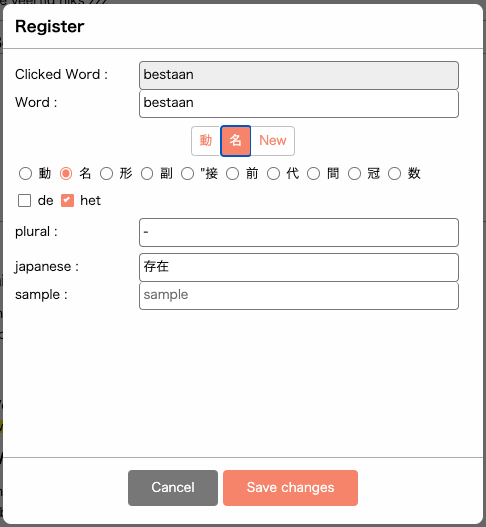 Register
Clicked Word : bestaan
Word : bestaan
動 名 New
動 名 形 副 "接 前 代 間 冠 数
de het
plural : -
japanese : 存在
sample : sample
Cancel Save changes